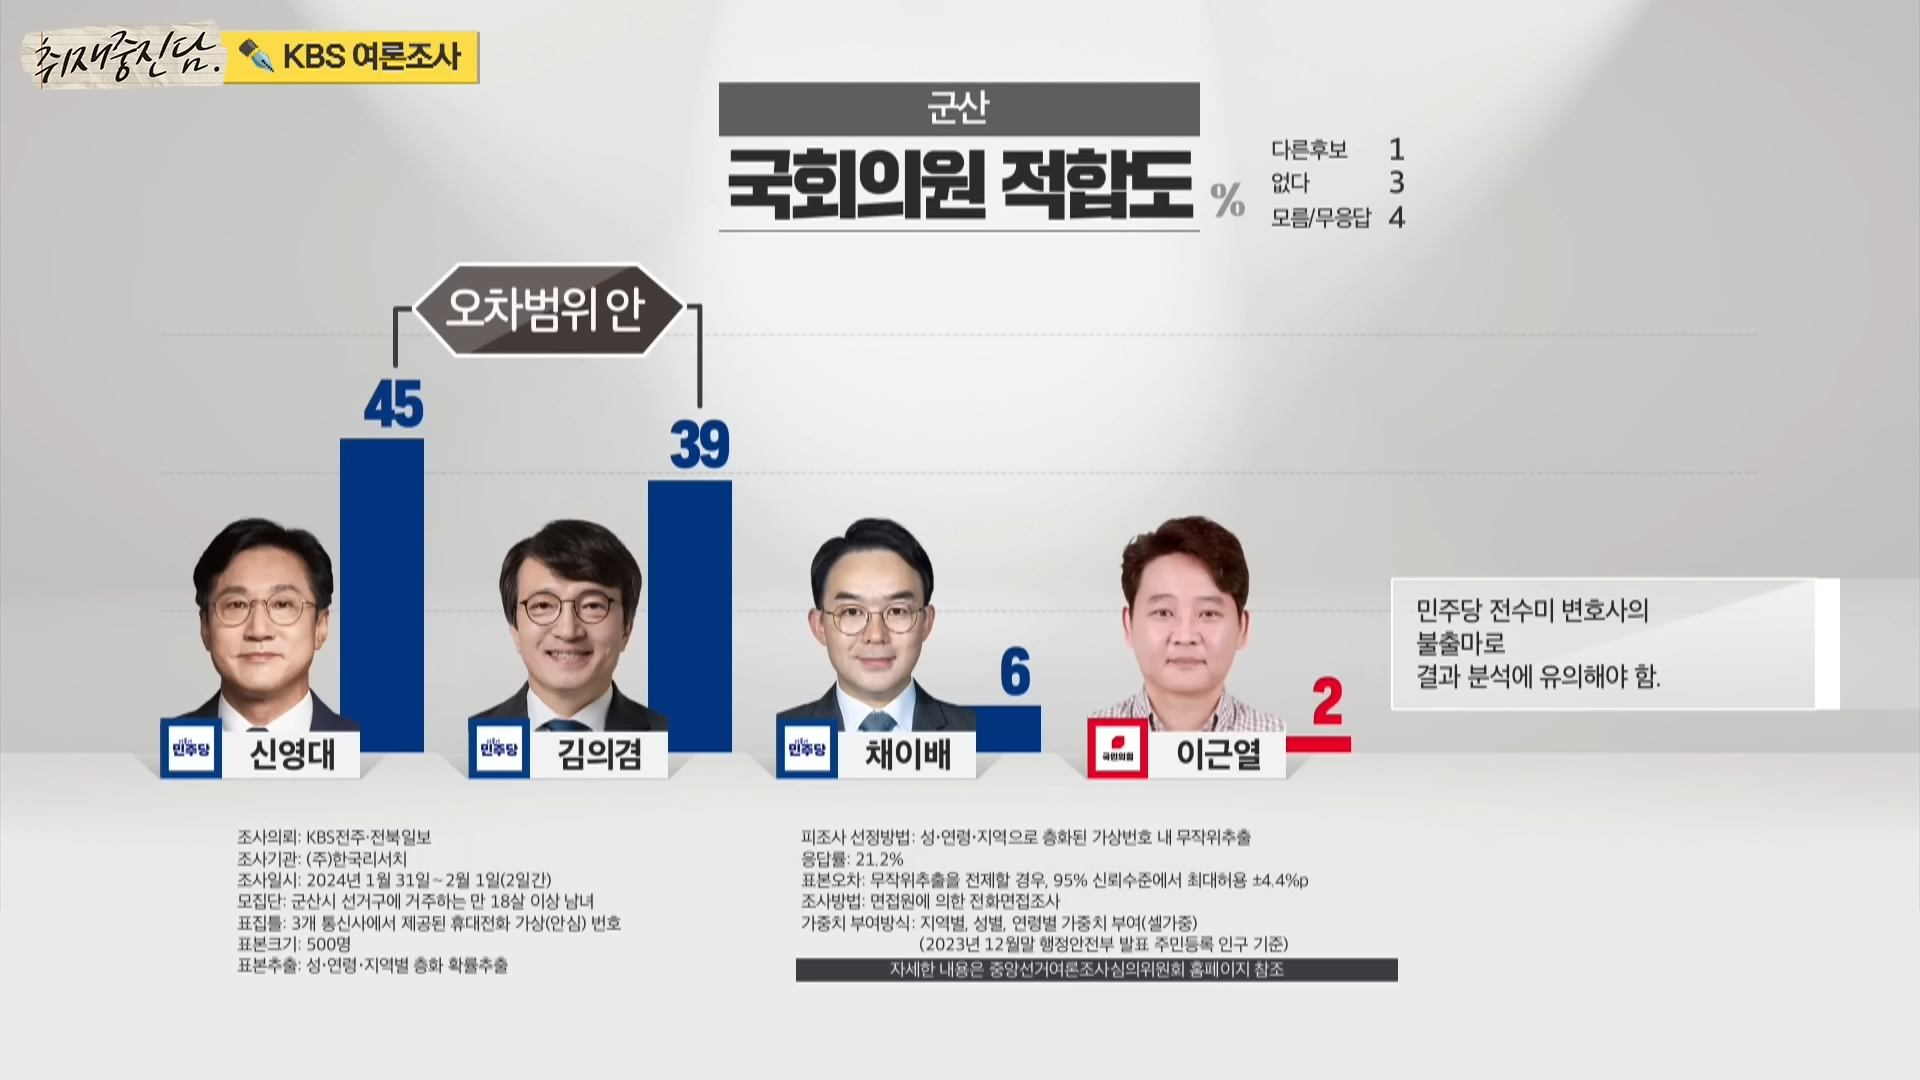 취재중진담.
KBS 여론조사
군산
국회의원 적합도 %
다른후보 1
없다 3
모름/무응답 4
오차범위 안
45
39
6
2
민주당 신영대
민주당 김의겸
민주당 채이배
국민의힘 이근열
민주당 전수미 변호사의
불출마로
결과 분석에 유의해야 함.
조사의뢰: KBS전주·전북일보
조사기관: (주)한국리서치
조사일시: 2024년 1월 31일~2월 1일(2일간)
모집단: 군산시 선거구에 거주하는 만 18살 이상 남녀
표집틀: 3개 통신사에서 제공된 휴대전화 가상(안심) 번호
표본크기: 500명
표본추출: 성·연령·지역별 층화 확률추출
피조사 선정방법: 성·연령·지역으로 층화된 가상번호 내 무작위추출
응답률: 21.2%
표본오차: 무작위추출을 전제할 경우, 95% 신뢰수준에서 최대허용 ±4.4%p
조사방법: 면접원에 의한 전화면접조사
가중치 부여방식: 지역별, 성별, 연령별 가중치 부여(셀가중)
(2023년 12월말 행정안전부 발표 주민등록 인구 기준)
자세한 내용은 중앙선거여론조사심의위원회 홈페이지 참조